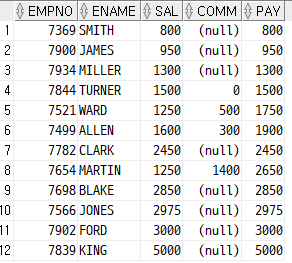 EMPNO ENAME SAL COMM PAY
1 7369 SMITH 800 (null) 800
2 7900 JAMES 950 (null) 950
3 7934 MILLER 1300 (null) 1300
4 7844 TURNER 1500 0 1500
5 7521 WARD 1250 500 1750
6 7499 ALLEN 1600 300 1900
7 7782 CLARK 2450 (null) 2450
8 7654 MARTIN 1250 1400 2650
9 7698 BLAKE 2850 (null) 2850
10 7566 JONES 2975 (null) 2975
11 7902 FORD 3000 (null) 3000
12 7839 KING 5000 (null) 5000